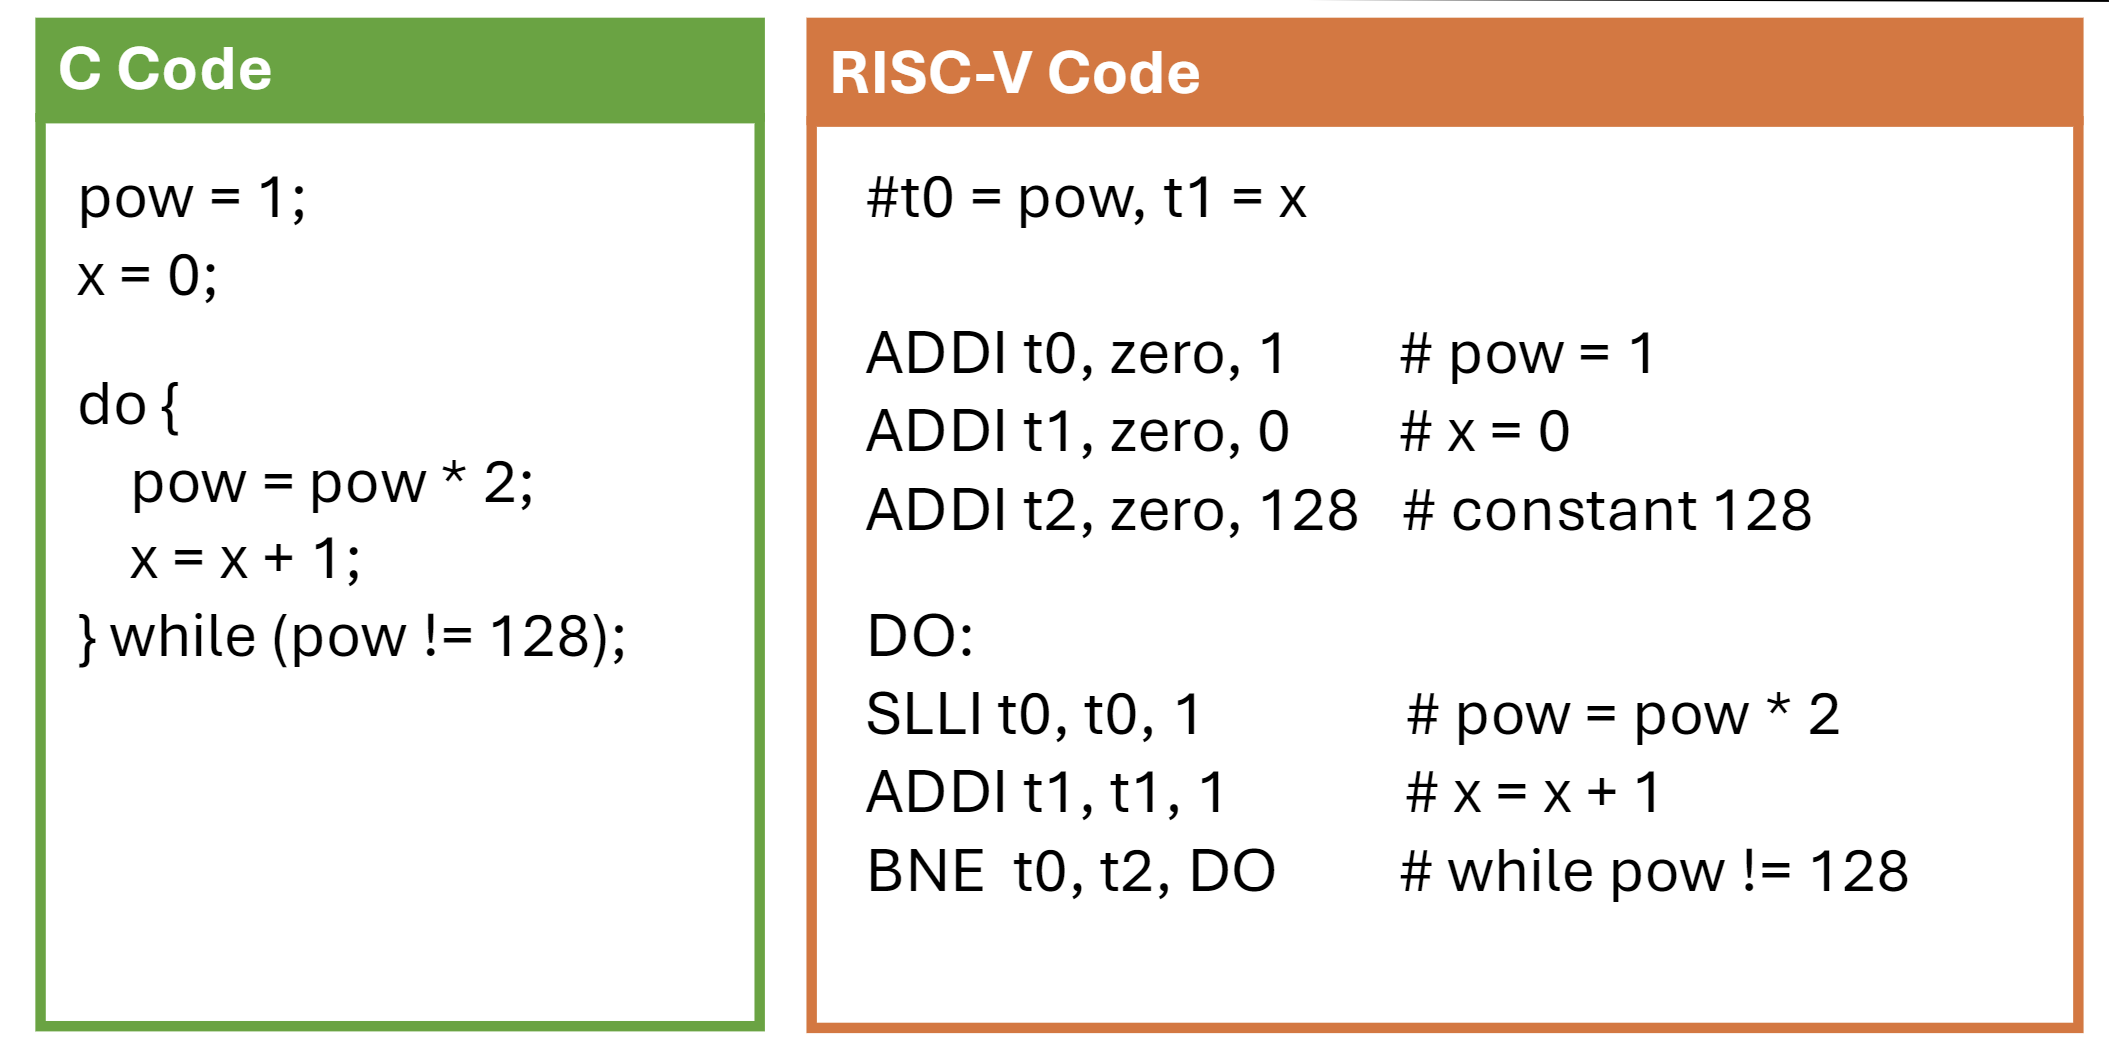 C Code
pow = 1;
x = 0;
do {
pow = pow * 2;
x = x + 1;
} while (pow != 128);
RISC-V Code
#t0 = pow, t1 = x
ADDI t0, zero, 1 # pow = 1
ADDI t1, zero, 0 # x = 0
ADDI t2, zero, 128 # constant 128
DO:
SLLI t0, t0, 1 # pow = pow * 2
ADDI t1, t1, 1 # x = x + 1
BNE t0, t2, DO # while pow != 128